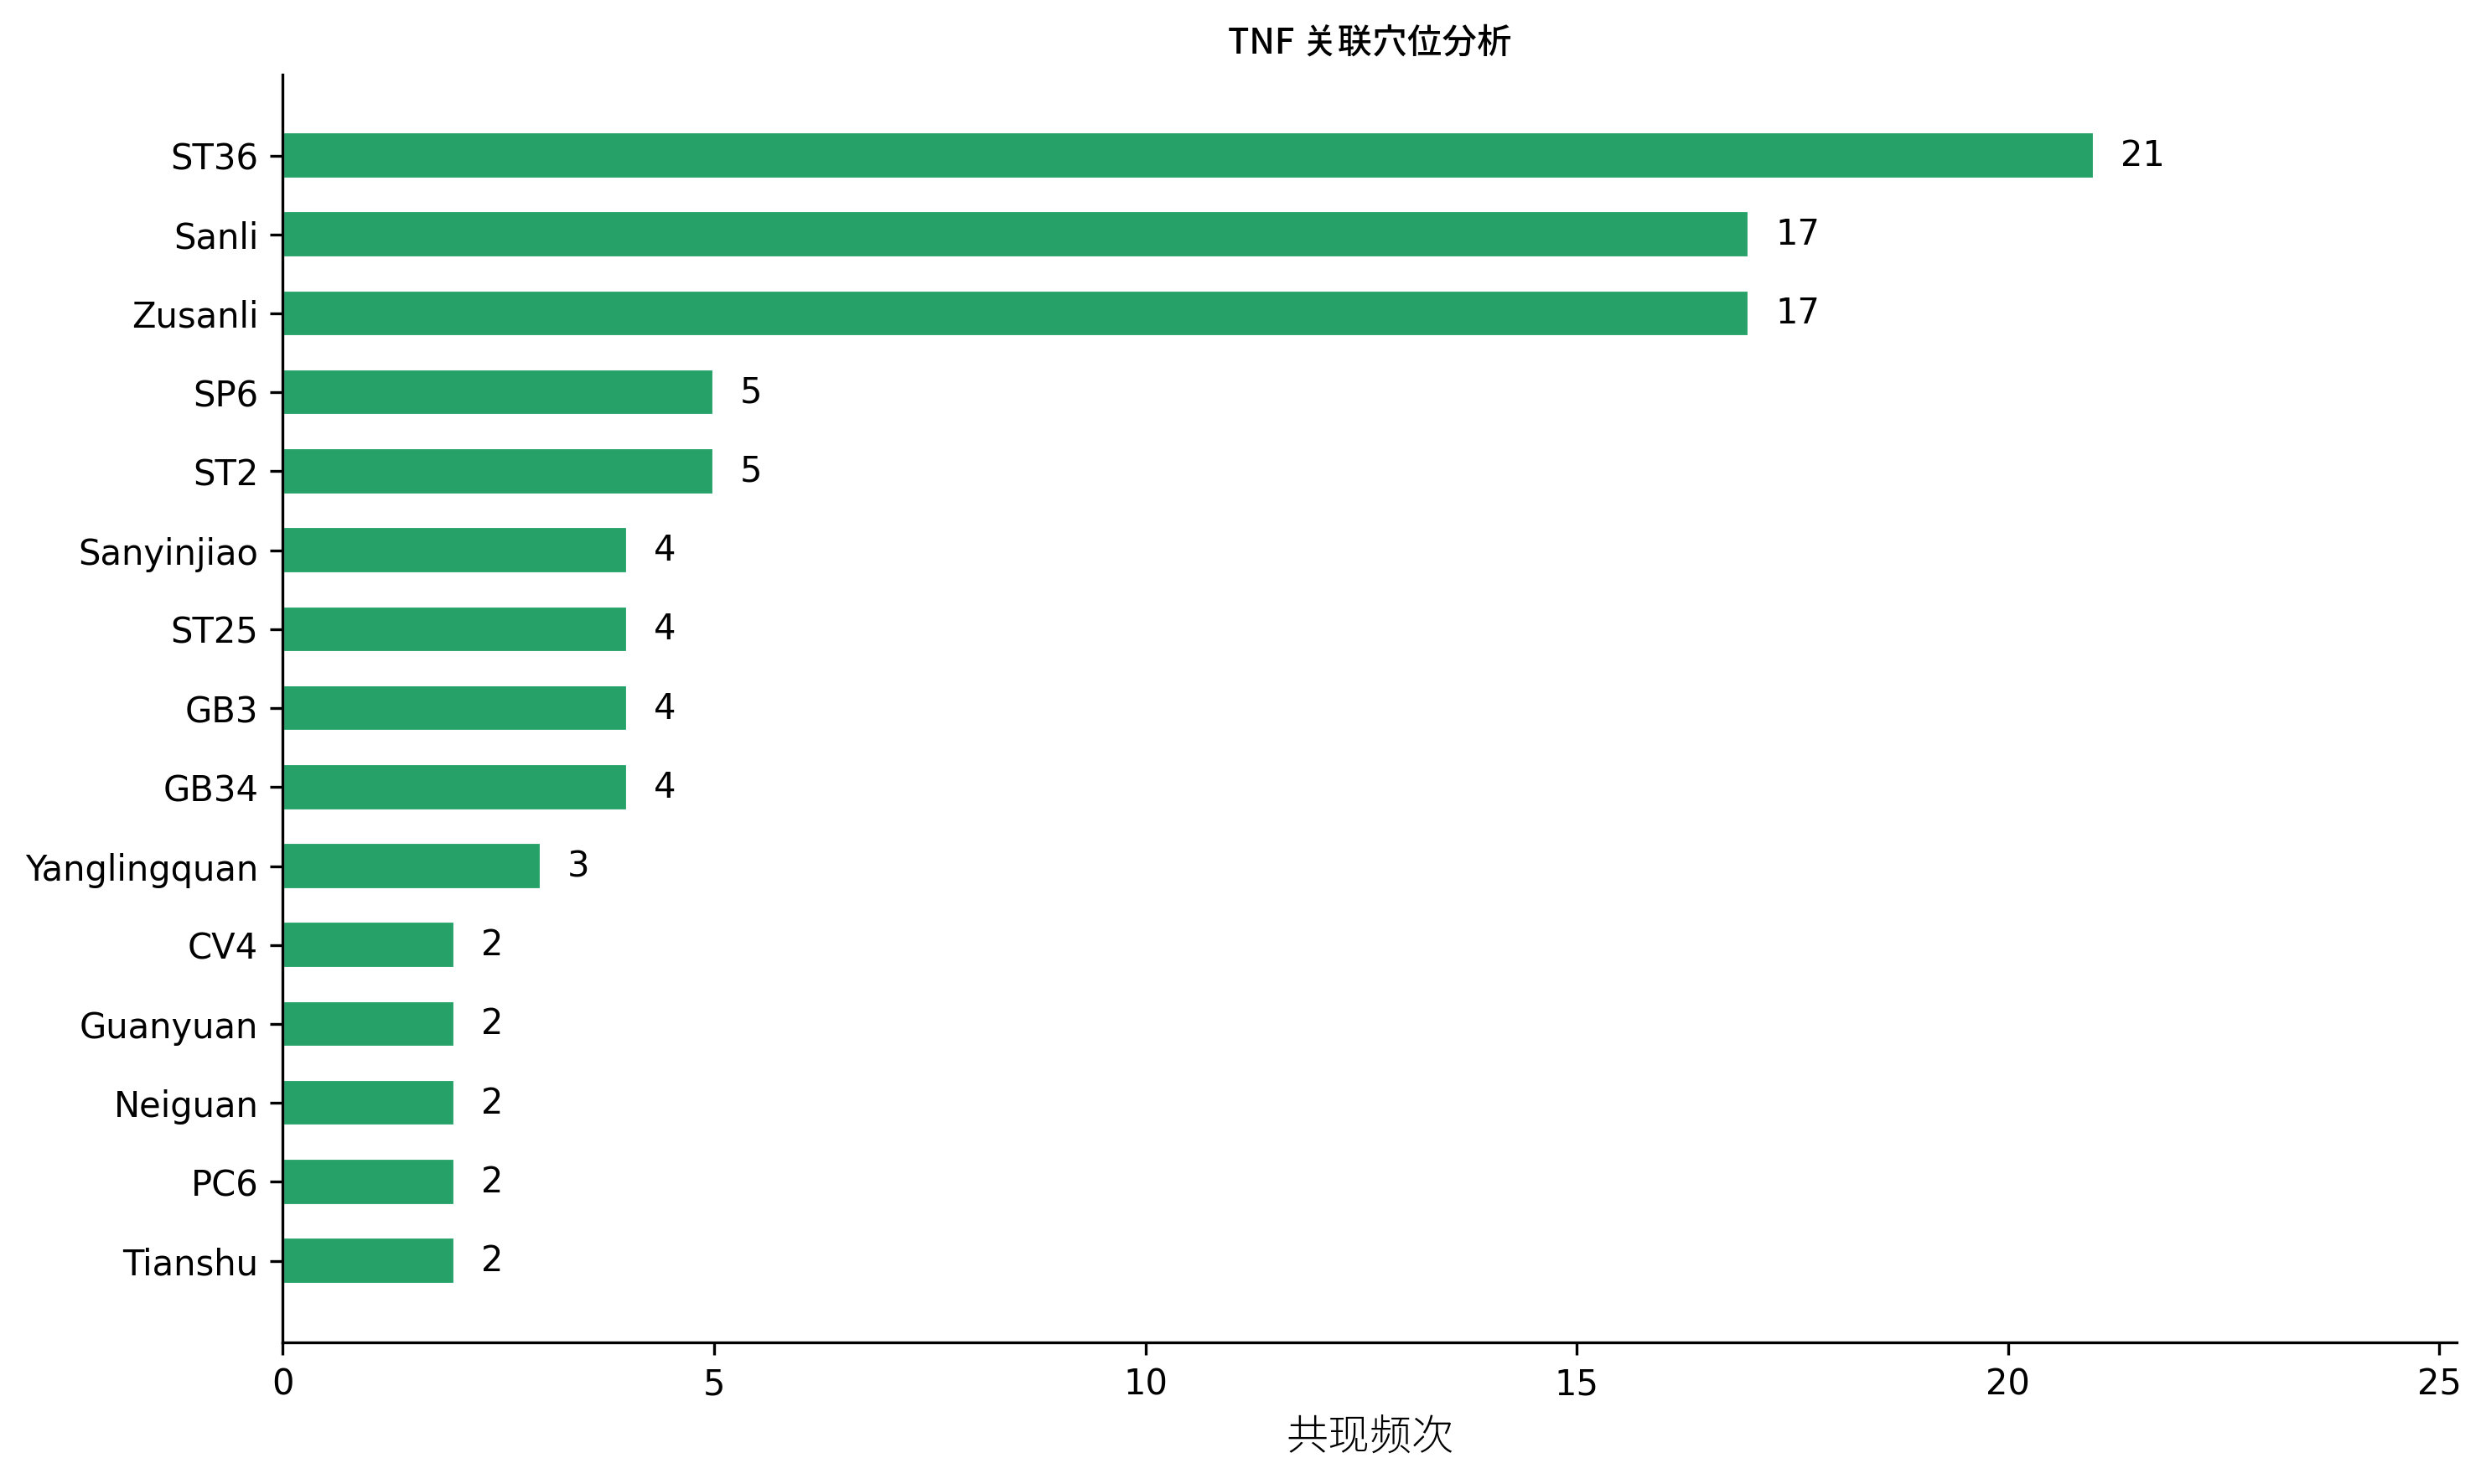 TNF 关联穴位分析
ST36 21
Sanli 17
Zusanli 17
SP6 5
ST2 5
Sanyinjiao 4
ST25 4
GB3 4
GB34 4
Yanglingquan 3
CV4 2
Guanyuan 2
Neiguan 2
PC6 2
Tianshu 2
0 5 10 15 20 25
共现频次